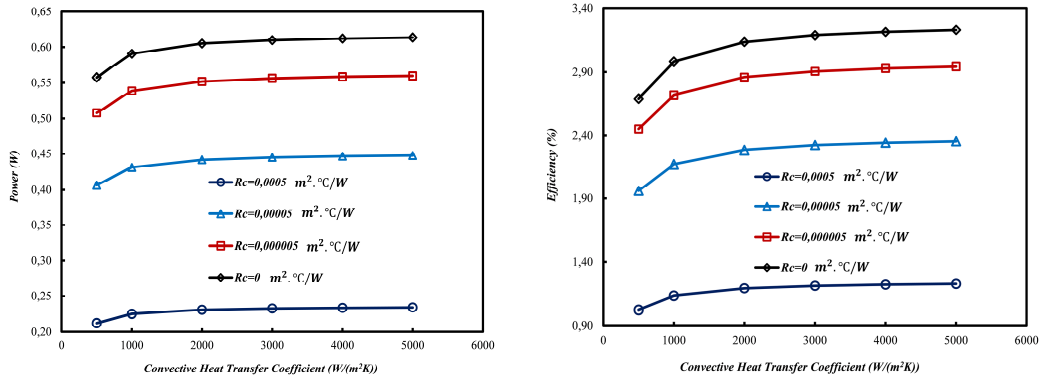 0,65
0,60
0,55
0,50
0,45
0,40
0,35
0,30
0,25
0,20
Power (W)
Rc=0,0005 m².°C/W
Rc=0,00005 m².°C/W
Rc=0,000005 m².°C/W
Rc=0 m².°C/W
0 1000 2000 3000 4000 5000 6000
Convective Heat Transfer Coefficient (W/(m²K))
3,40
2,90
2,40
1,90
1,40
0,90
Efficiency (%)
Rc=0,0005 m².°C/W
Rc=0,00005 m².°C/W
Rc=0,000005 m².°C/W
Rc=0 m².°C/W
0 1000 2000 3000 4000 5000 6000
Convective Heat Transfer Coefficient (W/(m²K))